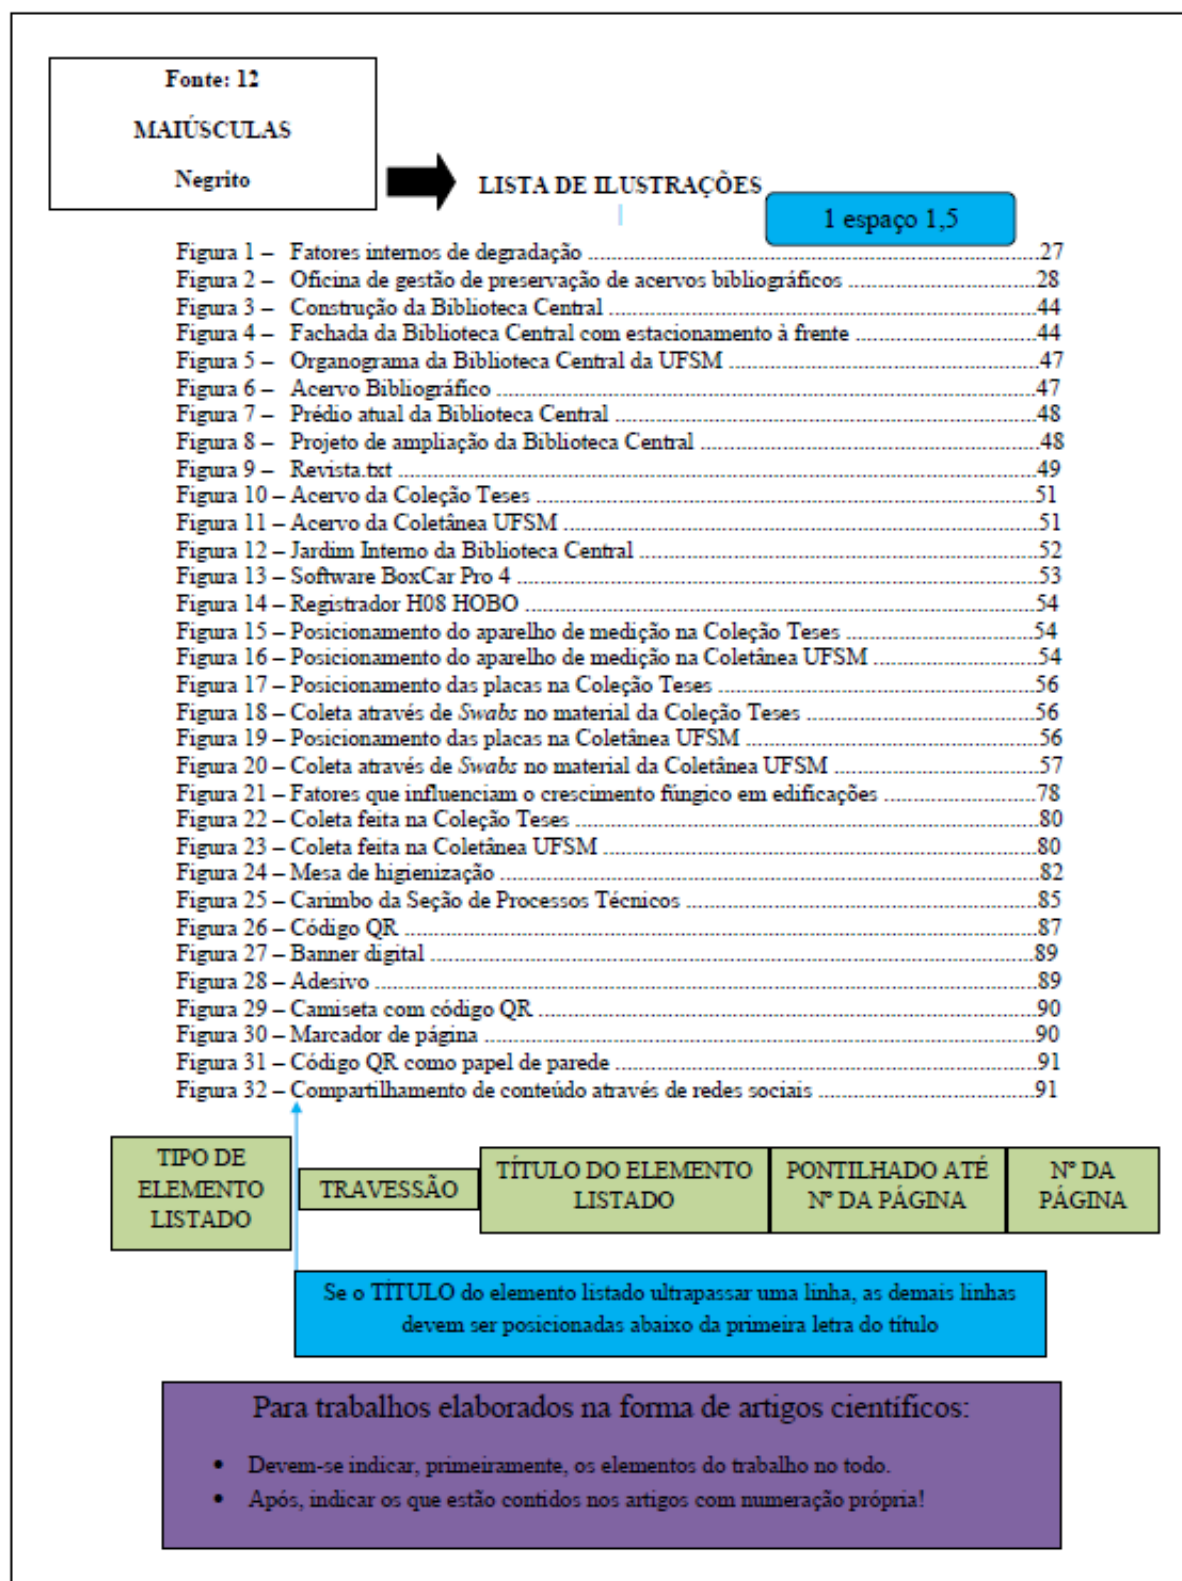 Fonte: 12
MAIÚSCULAS
Negrito
LISTA DE ILUSTRAÇÕES
1 espaço 1,5
Figura 1 – Fatores internos de degradação ........................................27
Figura 2 – Oficina de gestão de preservação de acervos bibliográficos ........................................28
Figura 3 – Construção da Biblioteca Central ........................................44
Figura 4 – Fachada da Biblioteca Central com estacionamento à frente ........................................44
Figura 5 – Organograma da Biblioteca Central da UFSM ........................................47
Figura 6 – Acervo Bibliográfico ........................................47
Figura 7 – Prédio atual da Biblioteca Central ........................................48
Figura 8 – Projeto de ampliação da Biblioteca Central ........................................48
Figura 9 – Revista.txt ........................................49
Figura 10 – Acervo da Coleção Teses ........................................51
Figura 11 – Acervo da Coletânea UFSM ........................................51
Figura 12 – Jardim Interno da Biblioteca Central ........................................52
Figura 13 – Software BoxCar Pro 4 ........................................53
Figura 14 – Registrador H08 HOBO ........................................54
Figura 15 – Posicionamento do aparelho de medição na Coleção Teses ........................................54
Figura 16 – Posicionamento do aparelho de medição na Coletânea UFSM ........................................54
Figura 17 – Posicionamento das placas na Coleção Teses ........................................56
Figura 18 – Coleta através de Swabs no material da Coleção Teses ........................................56
Figura 19 – Posicionamento das placas na Coletânea UFSM ........................................56
Figura 20 – Coleta através de Swabs no material da Coletânea UFSM ........................................57
Figura 21 – Fatores que influenciam o crescimento fúngico em edificações ........................................78
Figura 22 – Coleta feita na Coleção Teses ........................................80
Figura 23 – Coleta feita na Coletânea UFSM ........................................80
Figura 24 – Mesa de higienização ........................................82
Figura 25 – Carimbo da Seção de Processos Técnicos ........................................85
Figura 26 – Código QR ........................................87
Figura 27 – Banner digital ........................................89
Figura 28 – Adesivo ........................................89
Figura 29 – Camiseta com código QR ........................................90
Figura 30 – Marcador de página ........................................90
Figura 31 – Código QR como papel de parede ........................................91
Figura 32 – Compartilhamento de conteúdo através de redes sociais ........................................91
TIPO DE
ELEMENTO
LISTADO
TRAVESSÃO
TÍTULO DO ELEMENTO
LISTADO
PONTILHADO ATÉ
Nº DA PÁGINA
Nº DA
PÁGINA
Se o TÍTULO do elemento listado ultrapassar uma linha, as demais linhas
devem ser posicionadas abaixo da primeira letra do título
Para trabalhos elaborados na forma de artigos científicos:
• Devem-se indicar, primeiramente, os elementos do trabalho no todo.
• Após, indicar os que estão contidos nos artigos com numeração própria!